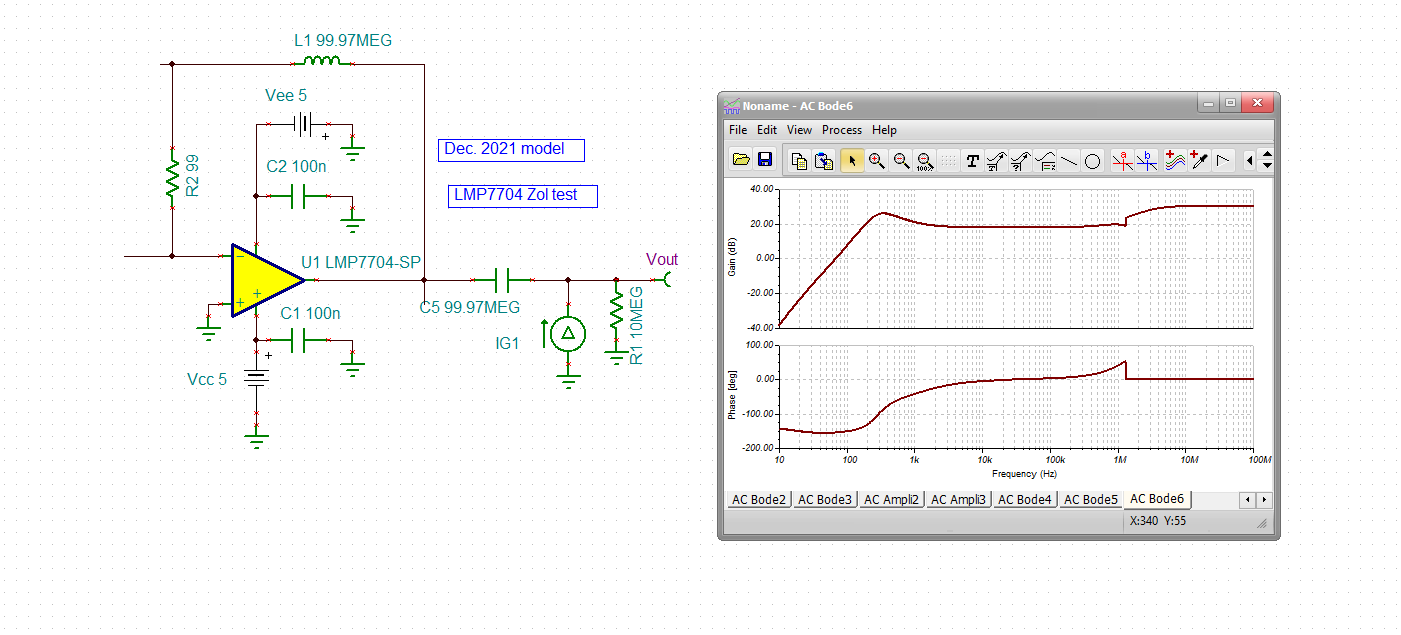 L1 99.97MEG
Vee 5
+
C2 100n
R2 99
Dec. 2021 model
LMP7704 Zol test
U1 LMP7704-SP
−
+
+
C1 100n
+
Vcc 5
C5 99.97MEG
IG1
R1 10MEG
Vout
Noname - AC Bode6
File Edit View Process Help
100%
T
a
b
40.00
20.00
0.00
-20.00
-40.00
Gain (dB)
100.00
0.00
-100.00
-200.00
Phase [deg]
10 100 1k 10k 100k 1M 10M 100M
Frequency (Hz)
AC Bode2 AC Bode3 AC Ampli2 AC Ampli3 AC Bode4 AC Bode5 AC Bode6
X:340 Y:55